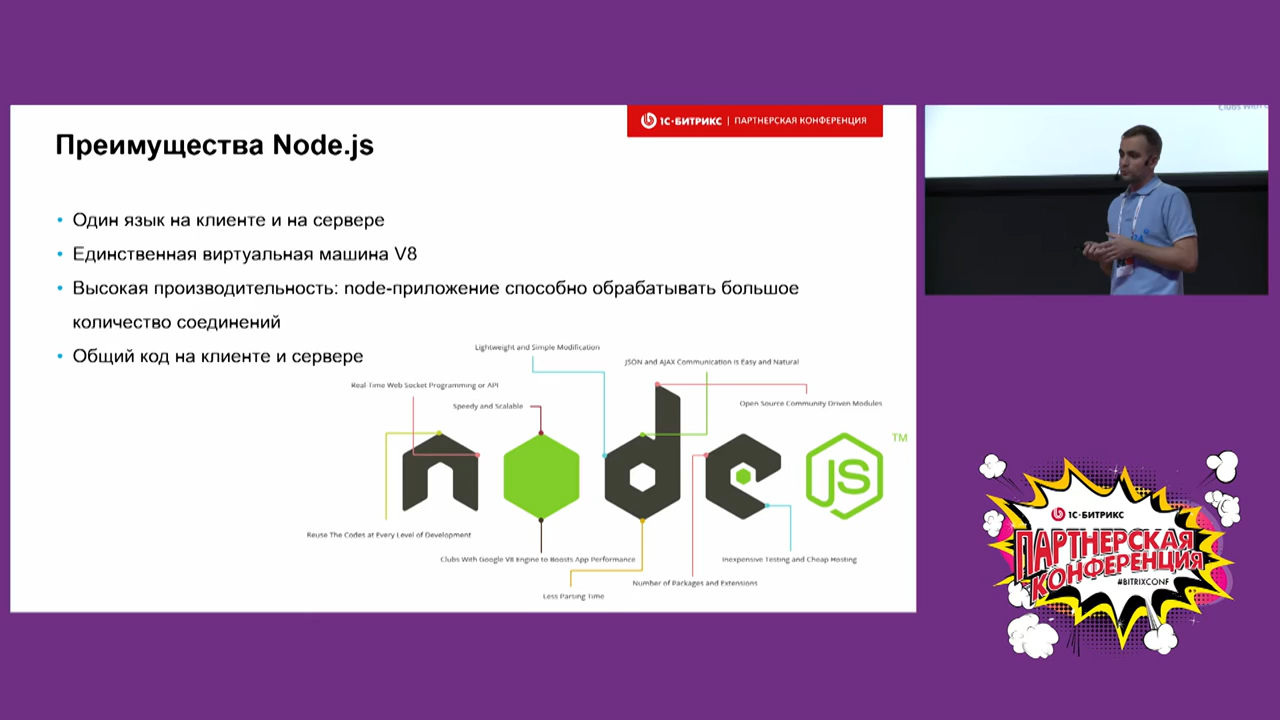 1С-БИТРИКС | ПАРТНЕРСКАЯ КОНФЕРЕНЦИЯ
Преимущества Node.js
• Один язык на клиенте и на сервере
• Единственная виртуальная машина V8
• Высокая производительность: node-приложение способно обрабатывать большое
количество соединений
• Общий код на клиенте и сервере
Lightweight and Simple Modification
JSON and AJAX Communication is Easy and Natural
Real-Time Web Socket Programming or API
Speedy and Scalable
Open Source Community Driven Modules
node
JS
TM
Reuse The Codes at Every Level of Development
Clubs With Google V8 Engine to Boosts App Performance
Inexpensive Testing and Cheap Hosting
Number of Packages and Extensions
Less Parsing Time
1С-БИТРИКС
ПАРТНЕРСКАЯ
КОНФЕРЕНЦИЯ
#BITRIXCONF